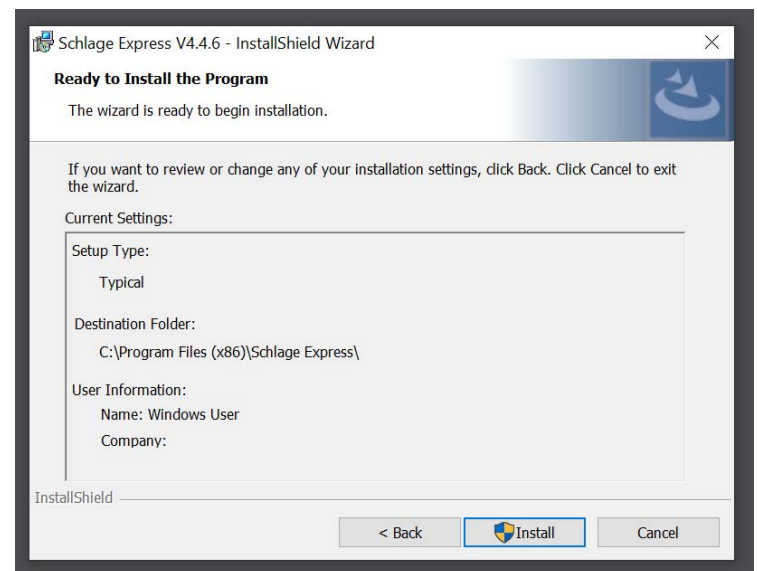 Schlage Express V4.4.6 - InstallShield Wizard
Ready to Install the Program
The wizard is ready to begin installation.
If you want to review or change any of your installation settings, click Back. Click Cancel to exit
the wizard.
Current Settings:
Setup Type:
Typical
Destination Folder:
C:\Program Files (x86)\Schlage Express\
User Information:
Name: Windows User
Company:
InstallShield
< Back
Install
Cancel